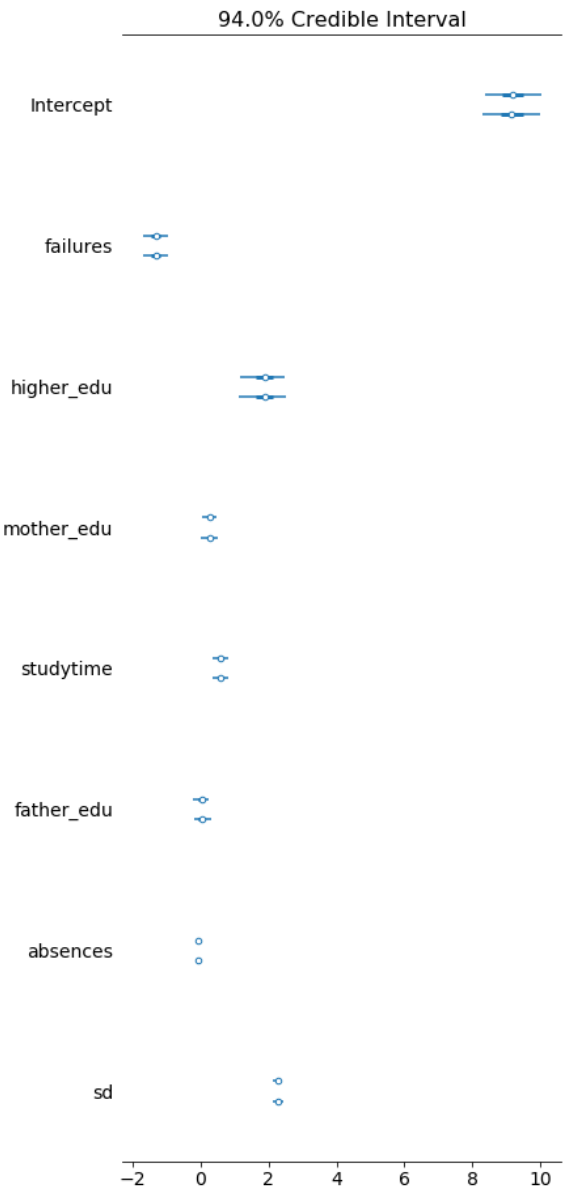 94.0% Credible Interval
Intercept
failures
higher_edu
mother_edu
studytime
father_edu
absences
sd
−2 0 2 4 6 8 10